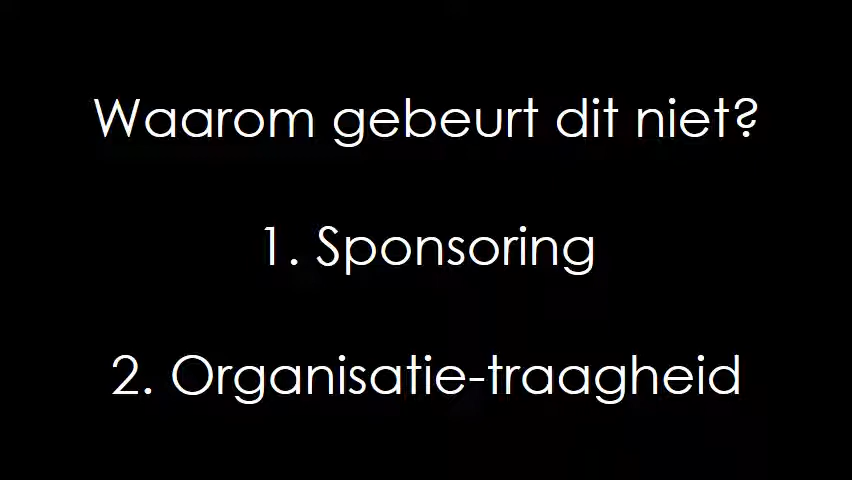 Waarom gebeurt dit niet?
1. Sponsoring
2. Organisatie-traagheid